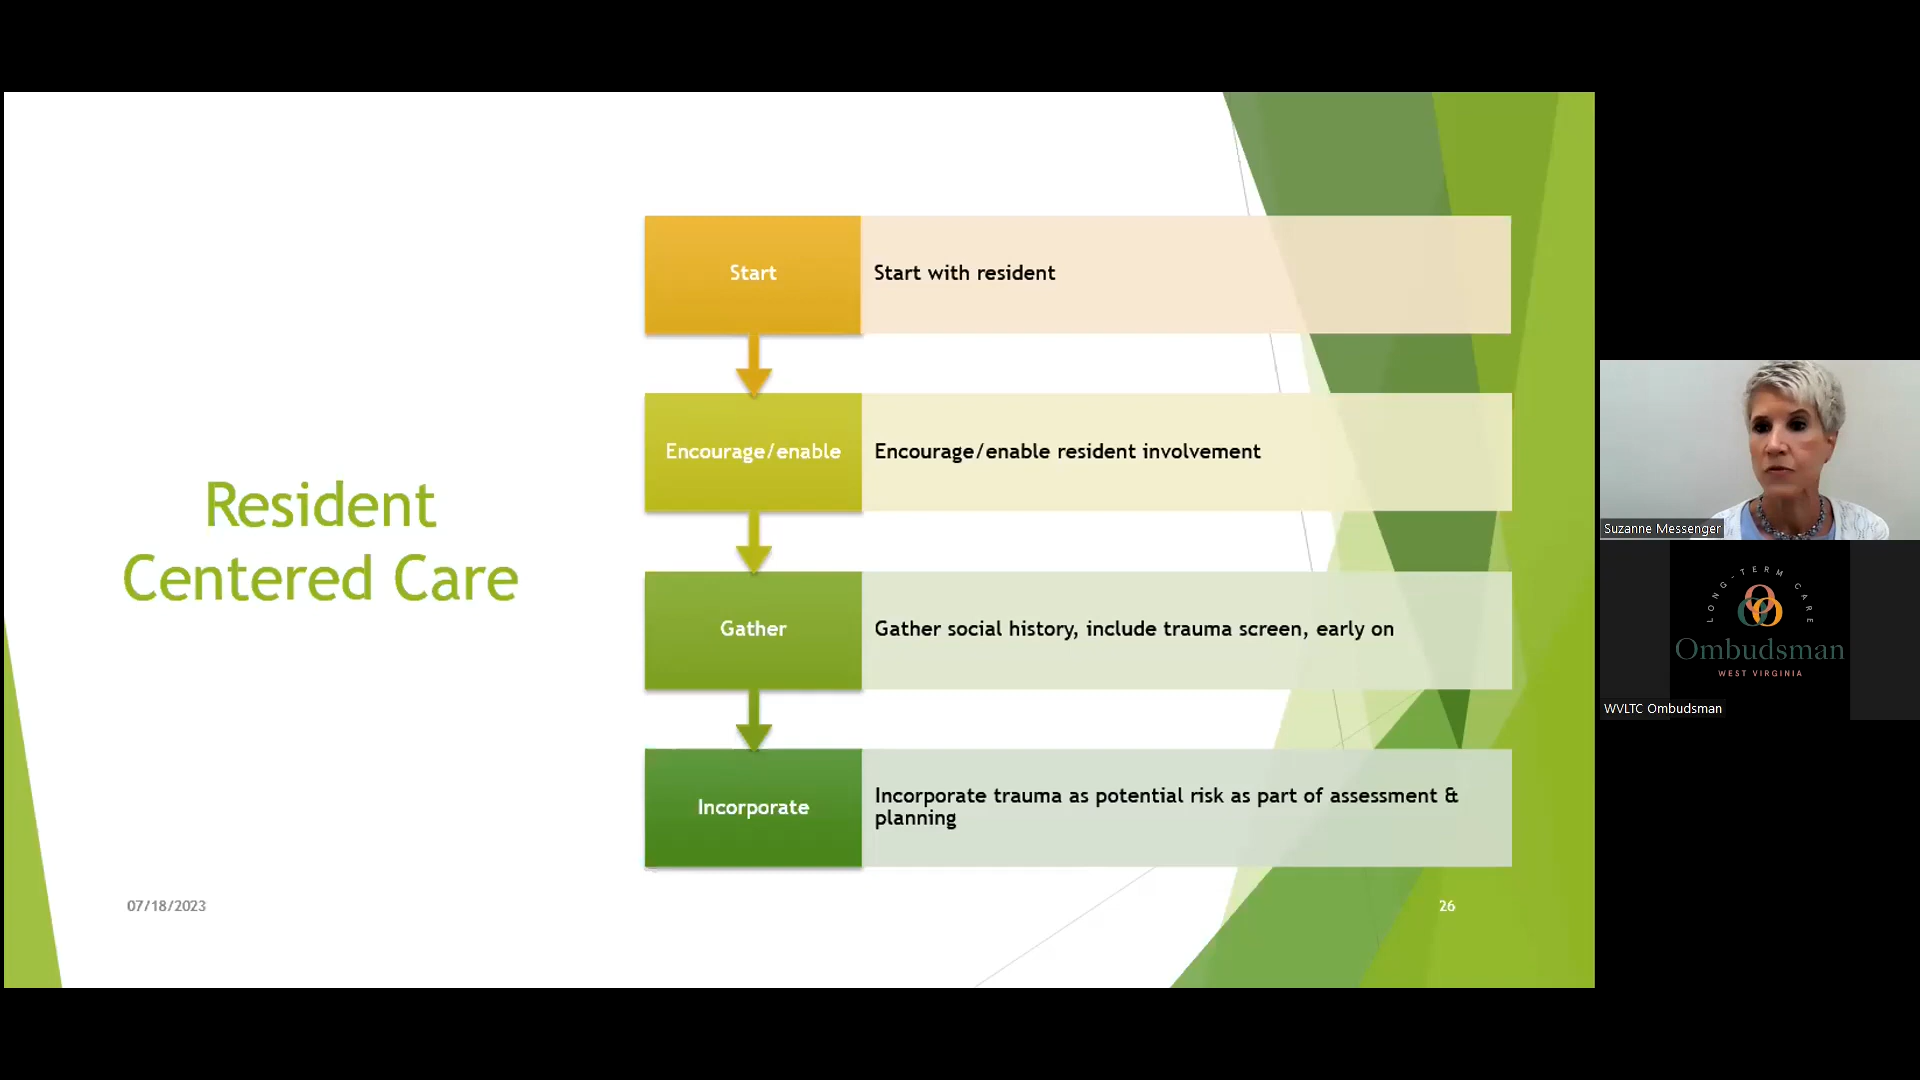 Resident
Centered Care
Start
Start with resident
Encourage/enable
Encourage/enable resident involvement
Gather
Gather social history, include trauma screen, early on
Incorporate
Incorporate trauma as potential risk as part of assessment &
planning
07/18/2023
26
Suzanne Messenger
LONG-TERM CARE
Ombudsman
WEST VIRGINIA
WVLTC Ombudsman